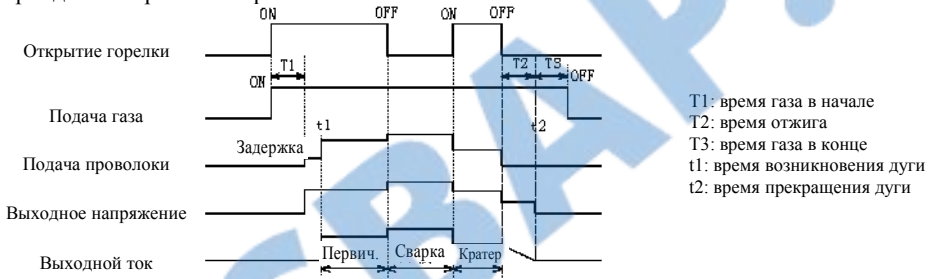 ON OFF ON OFF
Открытие горелки
T1 T2 T3
ON OFF
Подача газа
t1 t2
Задержка
Подача проволоки
Выходное напряжение
Первич. Сварка Кратер
Выходной ток
T1: время газа в начале
T2: время отжига
T3: время газа в конце
t1: время возникновения дуги
t2: время прекращения дуги